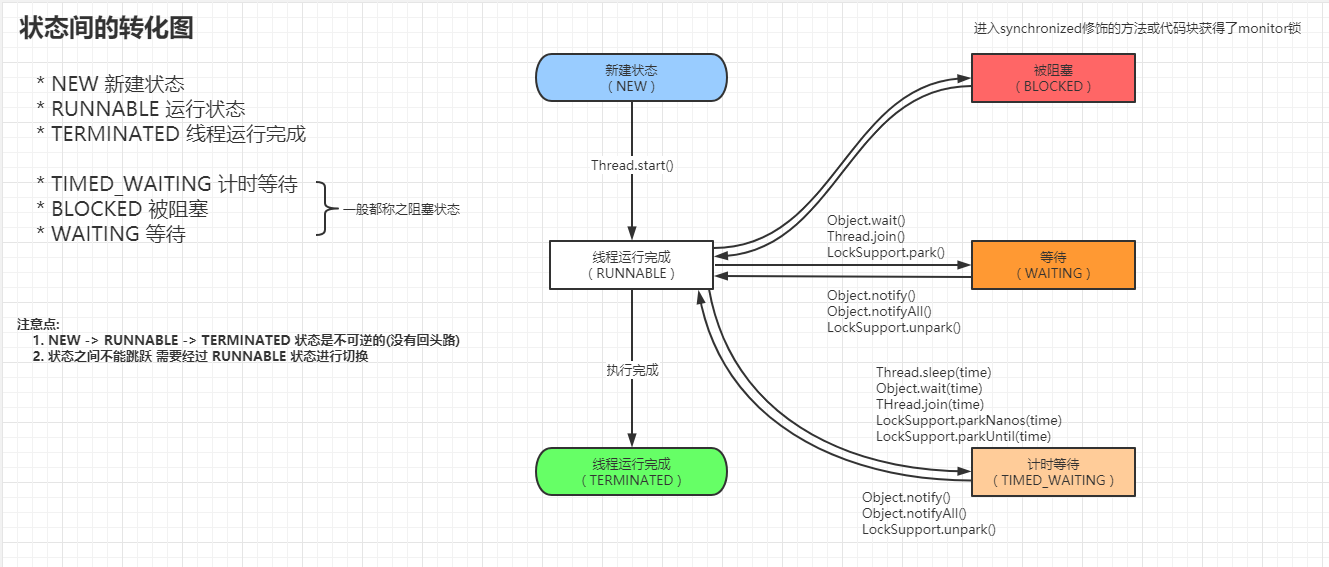 状态间的转化图
* NEW 新建状态
* RUNNABLE 运行状态
* TERMINATED 线程运行完成
* TIMED_WAITING 计时等待
* BLOCKED 被阻塞
* WAITING 等待
一般都称之阻塞状态
注意点:
1. NEW -> RUNNABLE -> TERMINATED 状态是不可逆的(没有回头路)
2. 状态之间不能跳跃 需要经过 RUNNABLE 状态进行切换
新建状态
（NEW）
Thread.start()
线程运行完成
（RUNNABLE）
执行完成
线程运行完成
（TERMINATED）
进入synchronized修饰的方法或代码块获得了monitor锁
被阻塞
（BLOCKED）
Object.wait()
Thread.join()
LockSupport.park()
等待
（WAITING）
Object.notify()
Object.notifyAll()
LockSupport.unpark()
Thread.sleep(time)
Object.wait(time)
THread.join(time)
LockSupport.parkNanos(time)
LockSupport.parkUntil(time)
计时等待
（TIMED_WAITING）
Object.notify()
Object.notifyAll()
LockSupport.unpark()